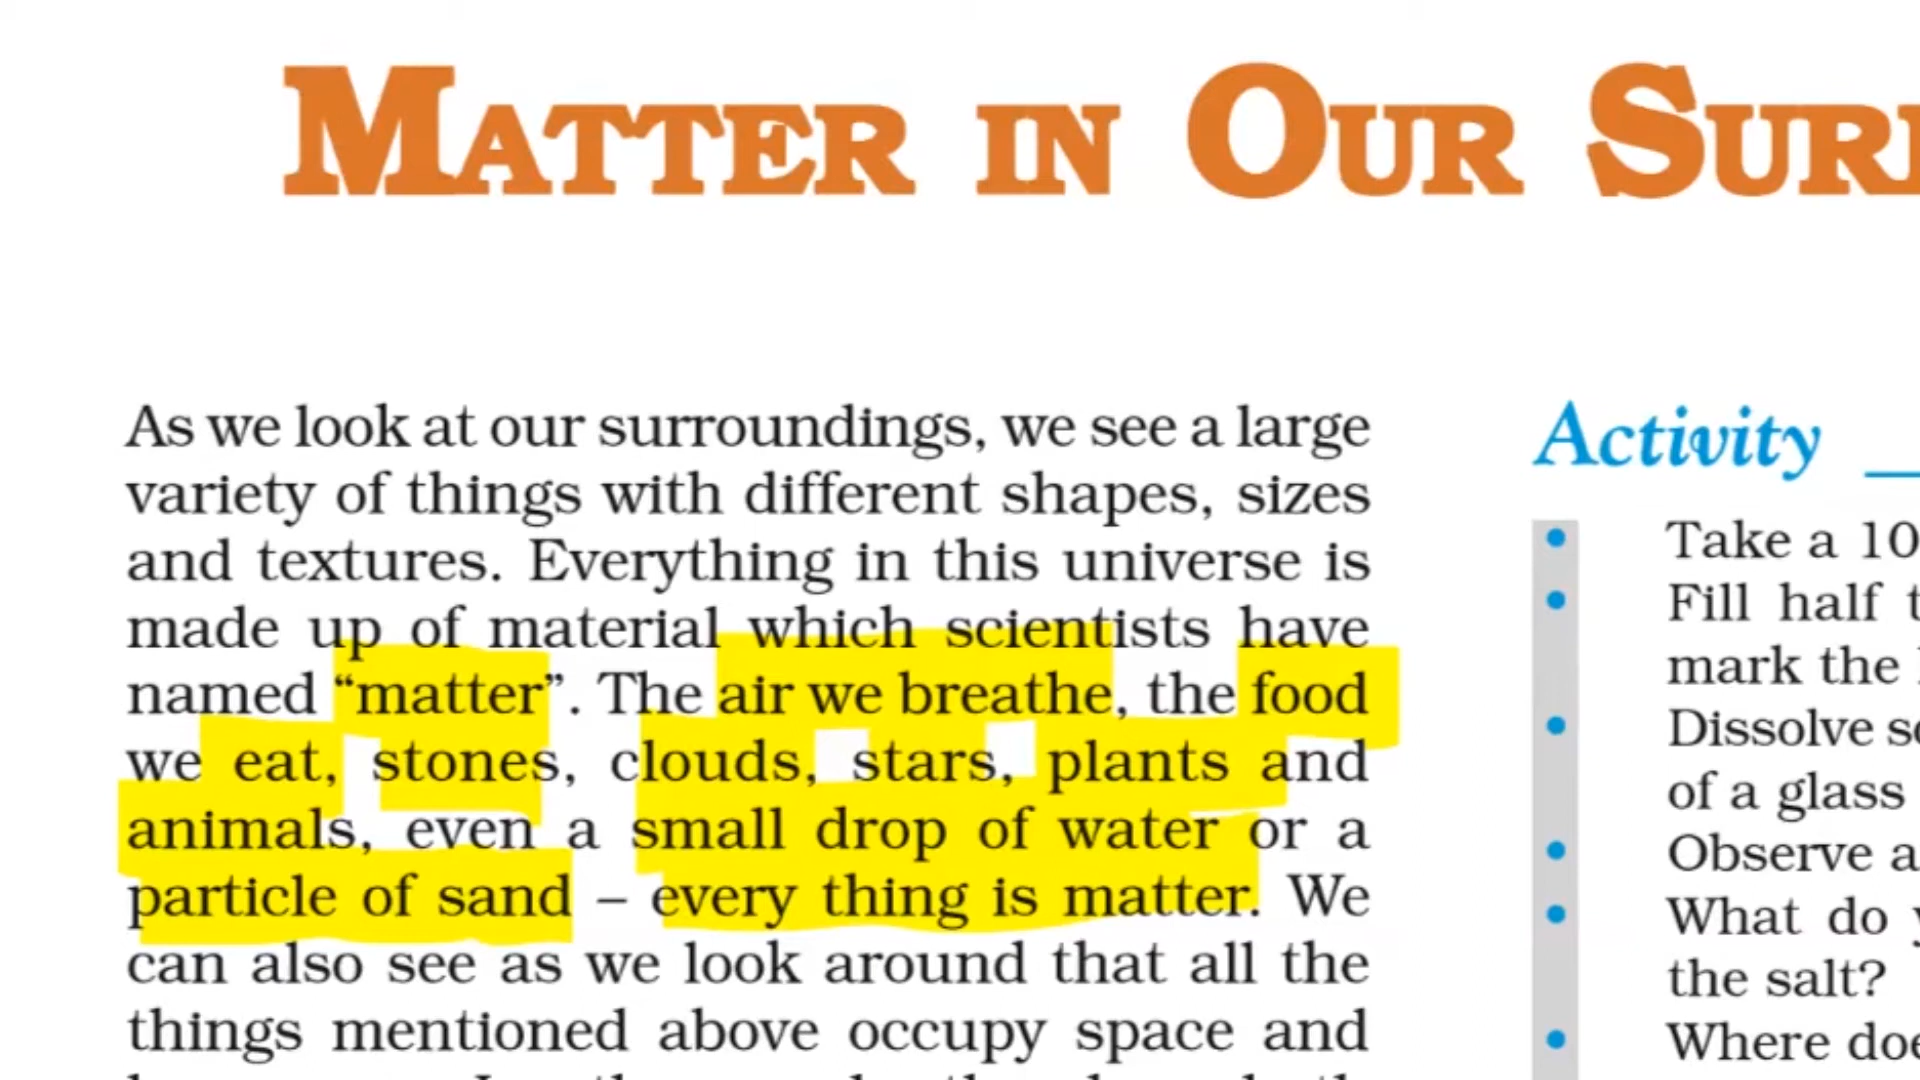 MATTER IN OUR
As we look at our surroundings, we see a large
variety of things with different shapes, sizes
and textures. Everything in this universe is
made up of material which scientists have
named “matter”. The air we breathe, the food
we eat, stones, clouds, stars, plants and
animals, even a small drop of water or a
particle of sand – every thing is matter. We
can also see as we look around that all the
things mentioned above occupy space and
Activity
• Take a 10
• Fill half
mark the
• Dissolve
of a glass
• Observe
• What do
the salt?
• Where